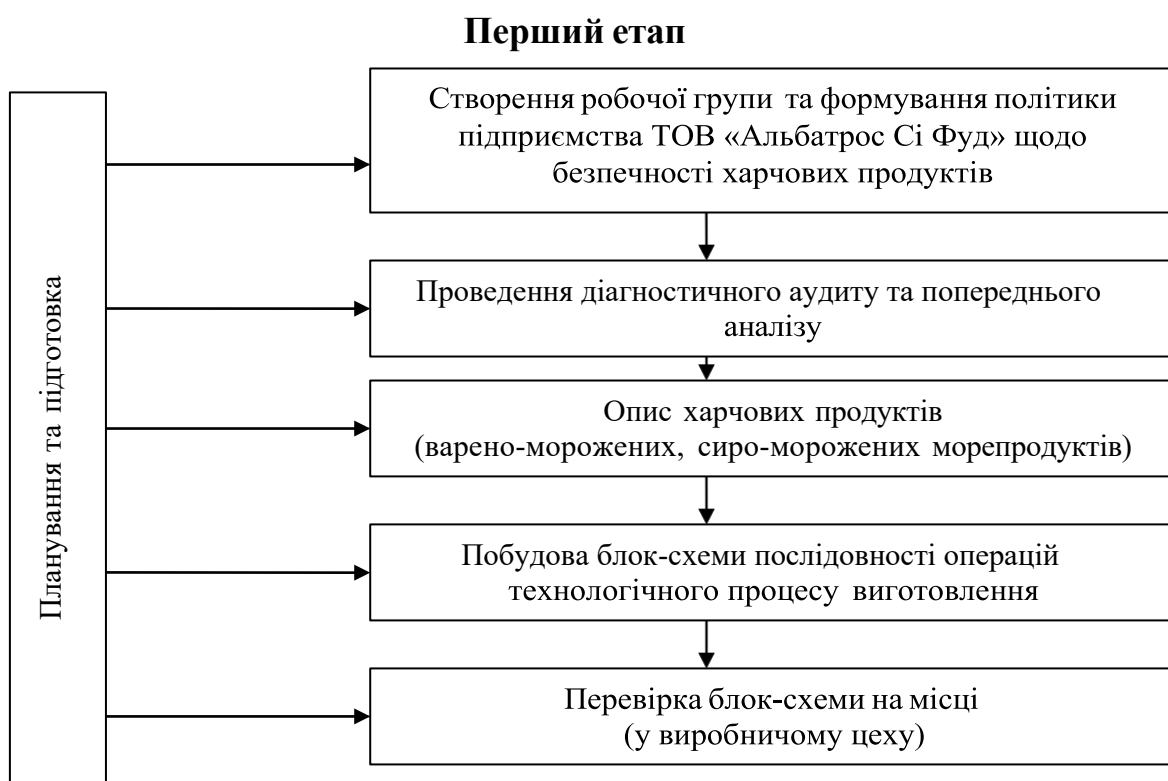 Перший етап
Планування та підготовка
Створення робочої групи та формування політики
підприємства ТОВ «Альбатрос Сі Фуд» щодо
безпечності харчових продуктів
Проведення діагностичного аудиту та попереднього
аналізу
Опис харчових продуктів
(варено-морожених, сиро-морожених морепродуктів)
Побудова блок-схеми послідовності операцій
технологічного процесу виготовлення
Перевірка блок-схеми на місці
(у виробничому цеху)